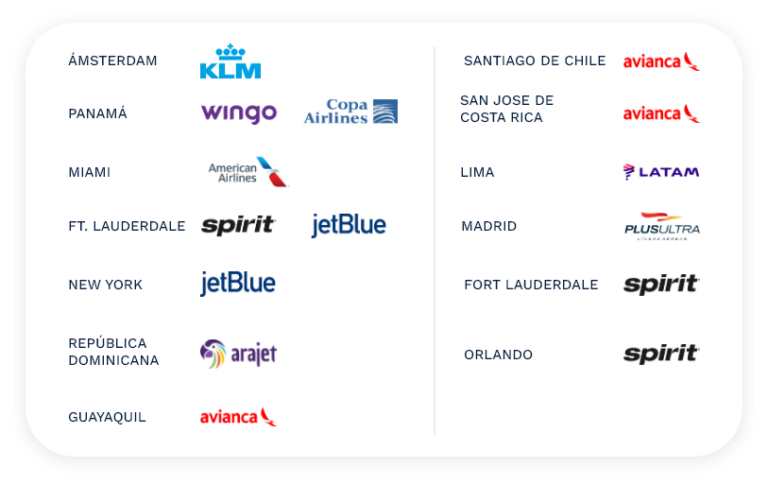 ÁMSTERDAM KLM
PANAMÁ wingo Copa Airlines
MIAMI American Airlines
FT. LAUDERDALE spirit jetBlue
NEW YORK jetBlue
REPÚBLICA
DOMINICANA arajet
GUAYAQUIL avianca
SANTIAGO DE CHILE avianca
SAN JOSE DE
COSTA RICA avianca
LIMA LATAM
MADRID PLUSULTRA
LÍNEAS AÉREAS
FORT LAUDERDALE spirit
ORLANDO spirit